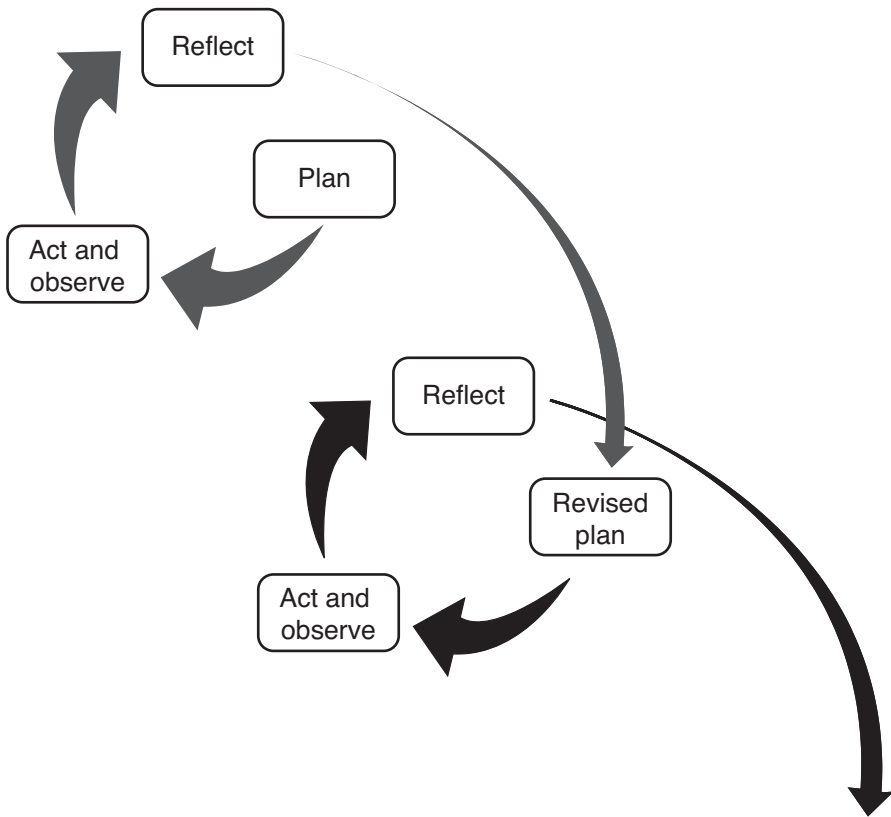 Reflect
Plan
Act and
observe
Reflect
Revised
plan
Act and
observe